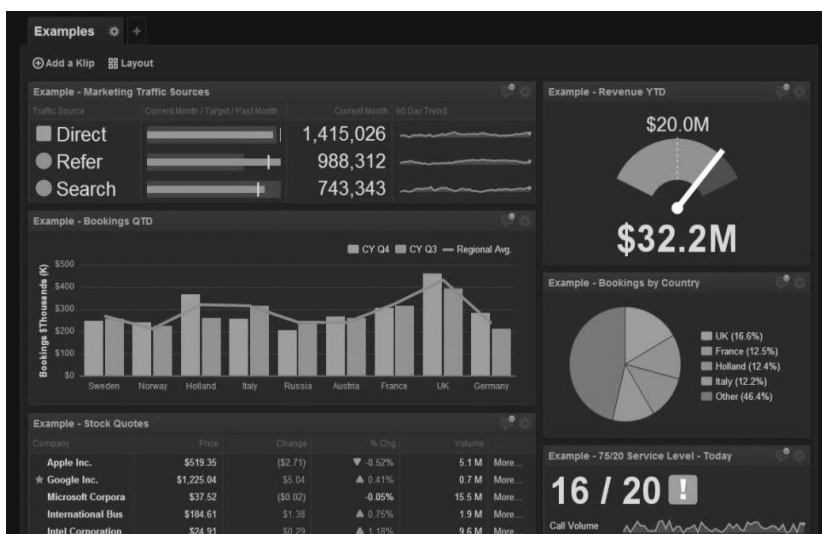 Examples
Add a Klip Layout
Example - Marketing Traffic Sources
Traffic Source Current Month / Target / Past Month Current Month 60 Day Trend
Direct 1,415,026
Refer 988,312
Search 743,343
Example - Bookings QTD
CY Q4 CY Q3 Regional Avg.
Bookings $Thousands (K)
$500
$400
$300
$200
$100
$0
Sweden Norway Holland Italy Russia Austria France UK Germany
Example - Stock Quotes
Company Price Change % Chg Volume
Apple Inc. $519.35 ($2.71) -0.52% 5.1 M More...
Google Inc. $1,225.04 $5.04 0.41% 0.7 M More...
Microsoft Corpora $37.52 ($0.02) -0.05% 15.5 M More...
International Bus $184.61 $1.38 0.75% 1.9 M More...
Intel Corporation $24.91 $0.29 1.18% 9.6 M More...
Example - Revenue YTD
$20.0M
$32.2M
Example - Bookings by Country
UK (16.6%)
France (12.5%)
Holland (12.4%)
Italy (12.2%)
Other (46.4%)
Example - 75/20 Service Level - Today
16 / 20 !
Call Volume